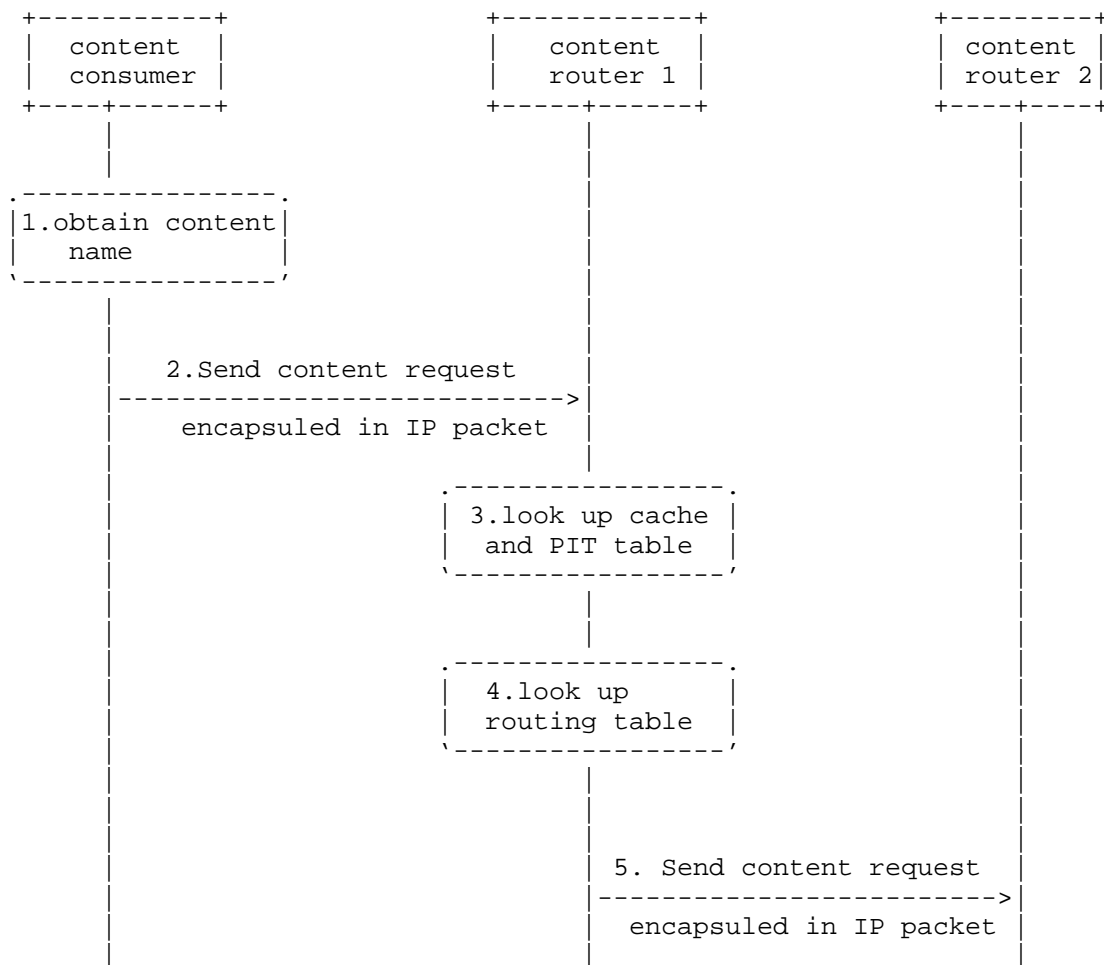 content consumer
content router 1
content router 2
1.obtain content
name
2.Send content request
encapsuled in IP packet
3.look up cache
and PIT table
4.look up
routing table
5. Send content request
encapsuled in IP packet